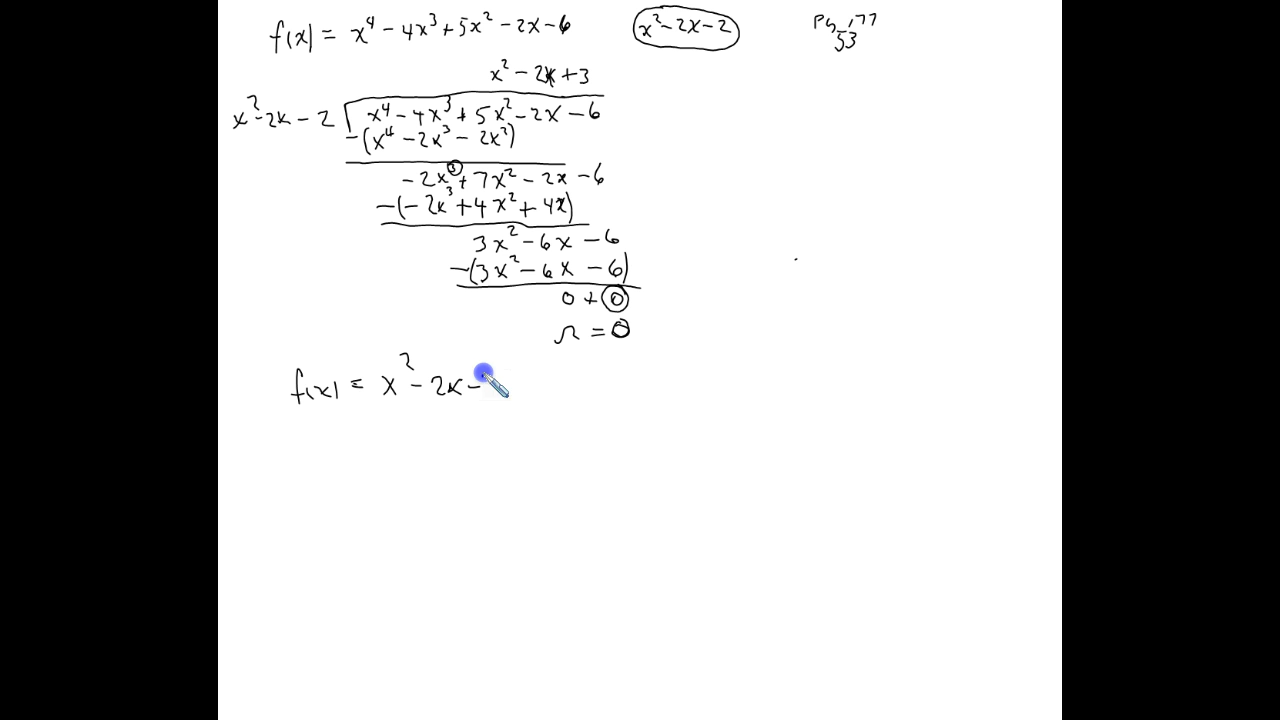 f(x) = x⁴ - 4x³ + 5x² - 2x - 6 x² - 2x - 2 Pg 177
53
x² - 2x + 3
x² - 2x - 2 x⁴ - 4x³ + 5x² - 2x - 6
-(x⁴ - 2x³ - 2x²)
-2x³ + 7x² - 2x - 6
-(-2x³ + 4x² + 4x)
3x² - 6x - 6
-(3x² - 6x - 6)
0 + 0
r = 0
f(x) = x² - 2x -